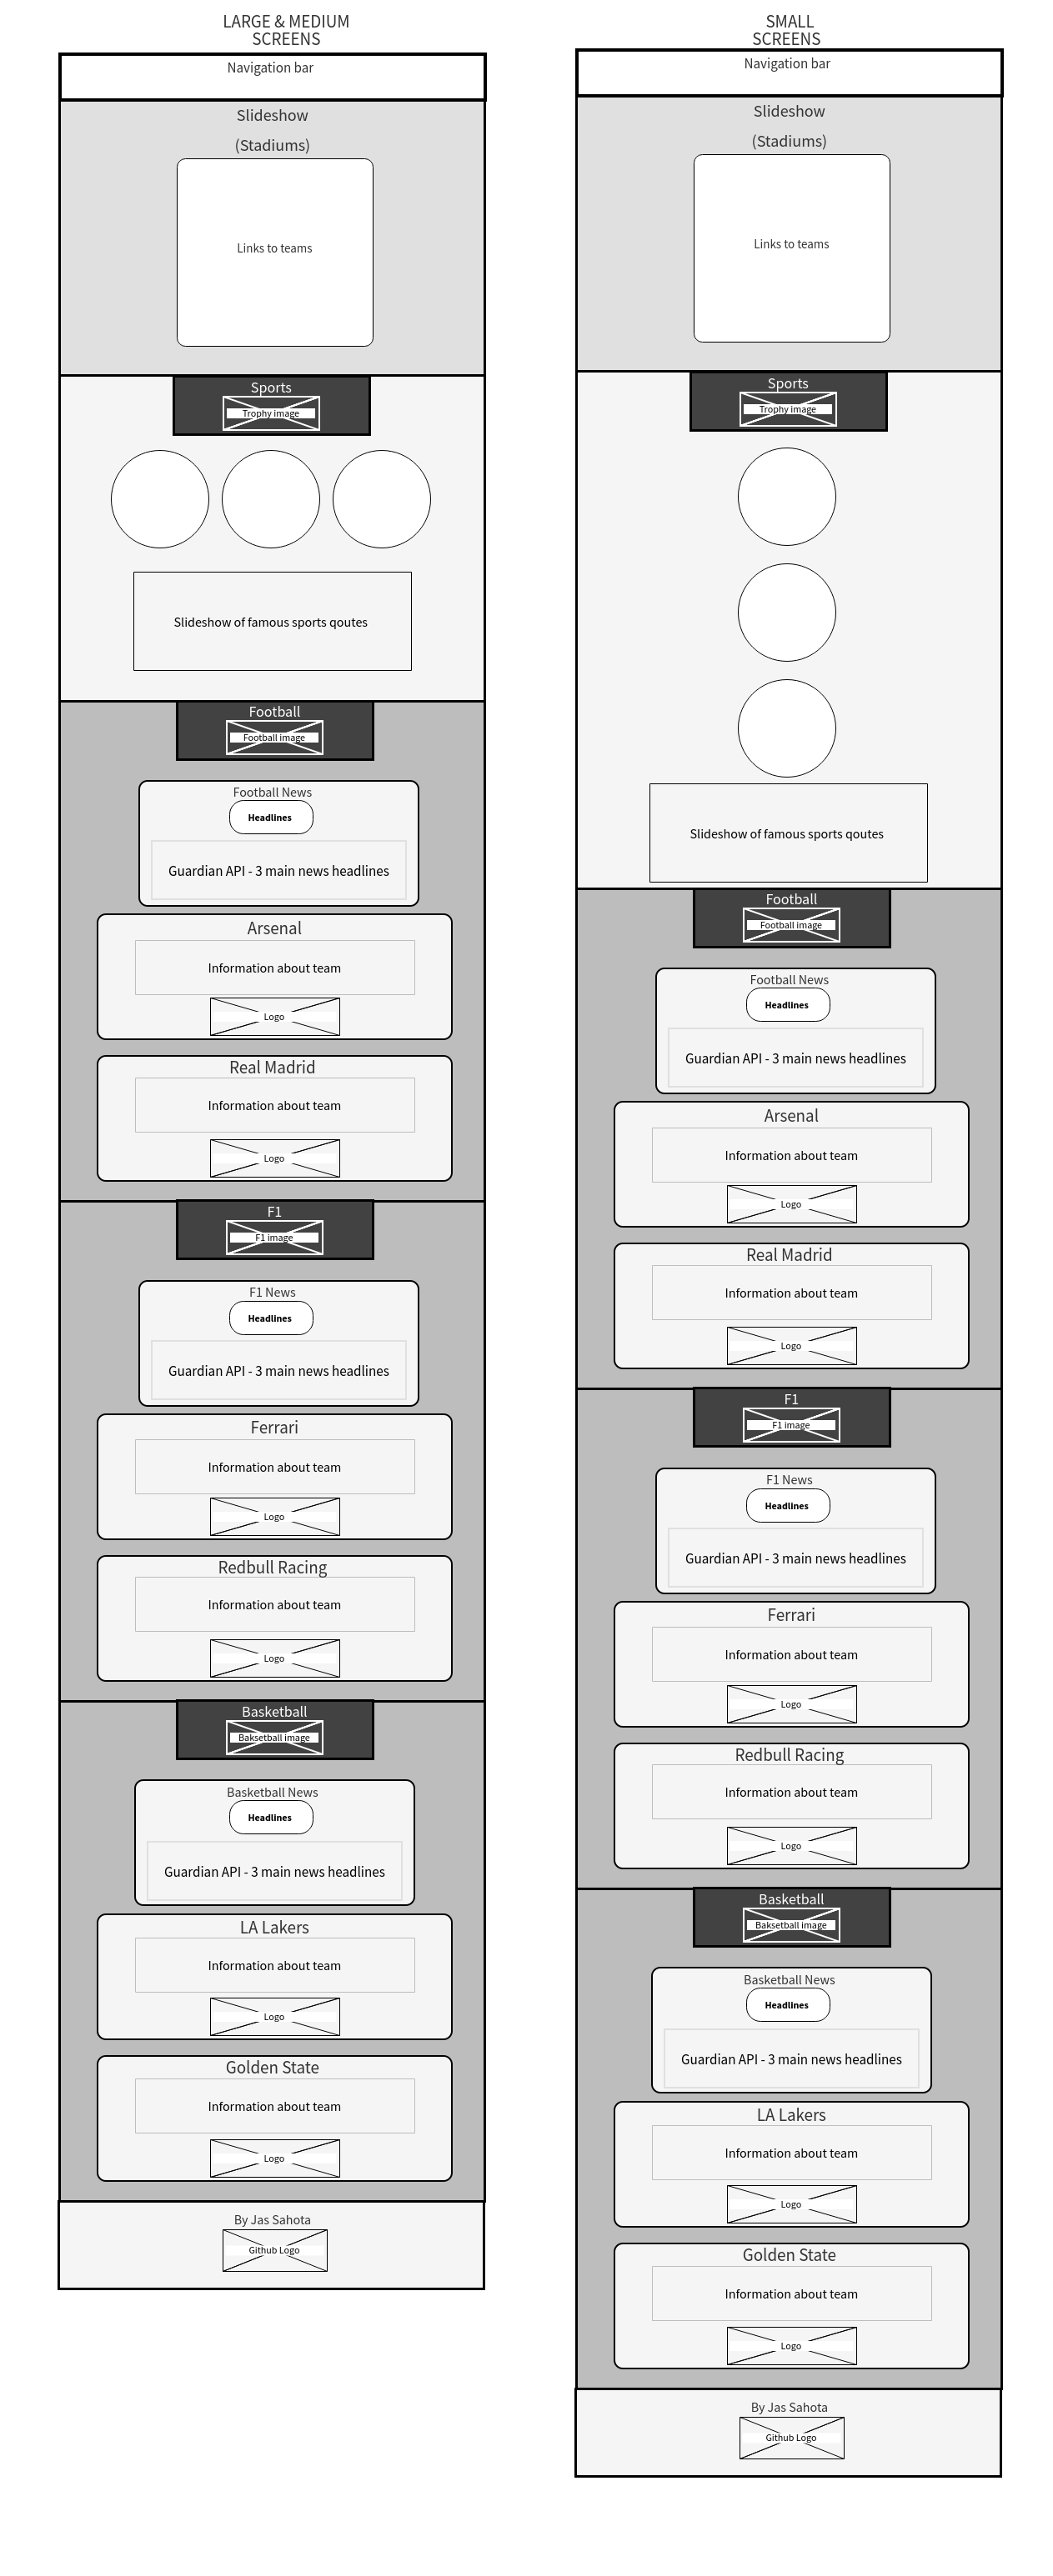 LARGE & MEDIUM
SCREENS
Navigation bar
Slideshow
(Stadiums)
Links to teams
Sports
Trophy image
Slideshow of famous sports qoutes
Football
Football image
Football News
Headlines
Guardian API - 3 main news headlines
Arsenal
Information about team
Logo
Real Madrid
Information about team
Logo
F1
F1 image
F1 News
Headlines
Guardian API - 3 main news headlines
Ferrari
Information about team
Logo
Redbull Racing
Information about team
Logo
Basketball
Baksetball image
Basketball News
Headlines
Guardian API - 3 main news headlines
LA Lakers
Information about team
Logo
Golden State
Information about team
Logo
By Jas Sahota
Github Logo
SMALL
SCREENS
Navigation bar
Slideshow
(Stadiums)
Links to teams
Sports
Trophy image
Slideshow of famous sports qoutes
Football
Football image
Football News
Headlines
Guardian API - 3 main news headlines
Arsenal
Information about team
Logo
Real Madrid
Information about team
Logo
F1
F1 image
F1 News
Headlines
Guardian API - 3 main news headlines
Ferrari
Information about team
Logo
Redbull Racing
Information about team
Logo
Basketball
Baksetball image
Basketball News
Headlines
Guardian API - 3 main news headlines
LA Lakers
Information about team
Logo
Golden State
Information about team
Logo
By Jas Sahota
Github Logo